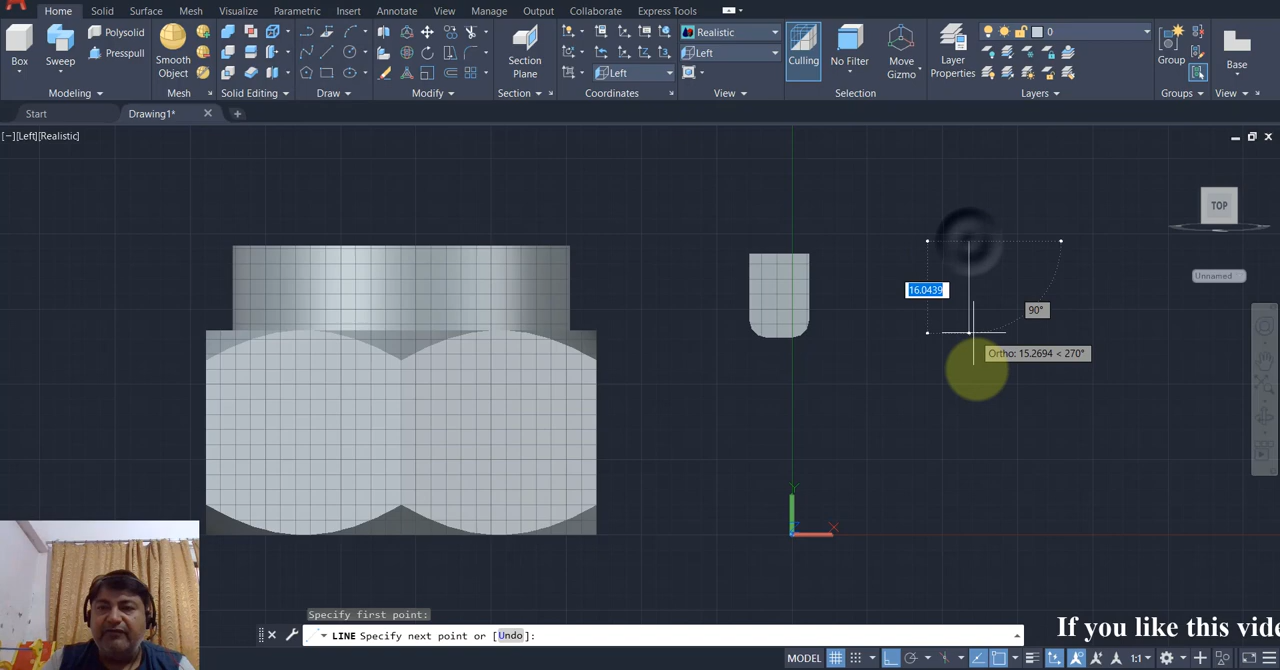 Home Solid Surface Mesh Visualize Parametric Insert Annotate View Manage Output Collaborate Express Tools
Box
Sweep
Polysolid
Presspull
Smooth
Object
Section
Plane
Left
Realistic
Left
Culling
No Filter
Move
Gizmo
Layer
Properties
0
Group
Base
Modeling Mesh Solid Editing Draw Modify Section Coordinates View Selection Layers Groups View
Start Drawing1*
[−][Left][Realistic]
TOP
Unnamed
16.0439
90°
Ortho: 15.2694 < 270°
Specify first point:
LINE Specify next point or [Undo]:
If you like this vide
MODEL 1:1